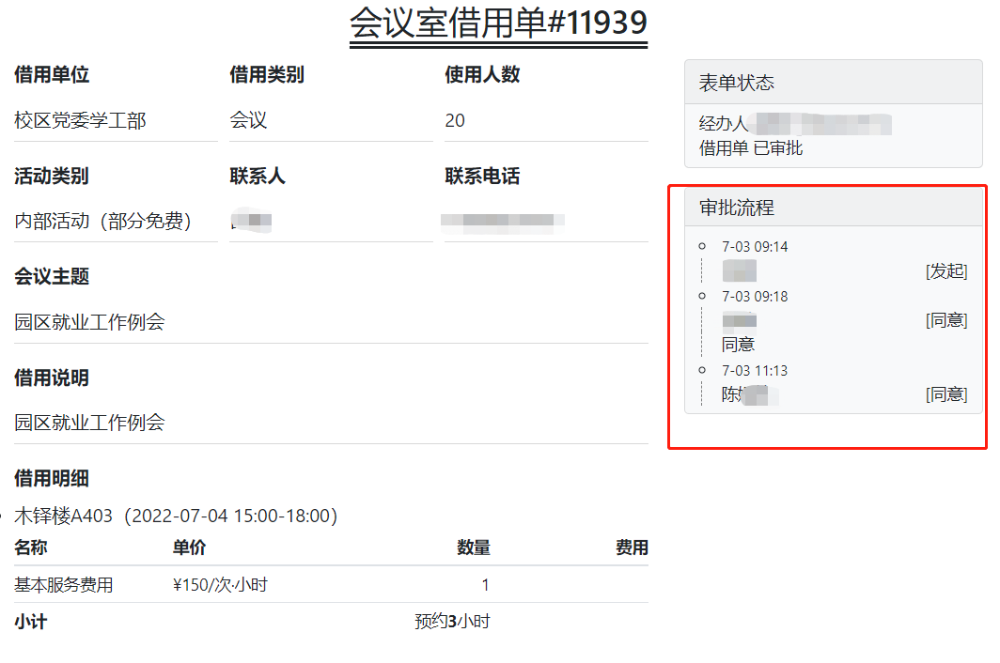 会议室借用单#11939
借用单位 借用类别 使用人数
校区党委学工部 会议 20
活动类别 联系人 联系电话
内部活动（部分免费）
会议主题
园区就业工作例会
借用说明
园区就业工作例会
借用明细
木铎楼A403（2022-07-04 15:00-18:00）
名称 单价 数量 费用
基本服务费用 ¥150/次·小时 1
小计 预约3小时
表单状态
经办人
借用单 已审批
审批流程
7-03 09:14
[发起]
7-03 09:18
[同意]
同意
7-03 11:13
陈 [同意]